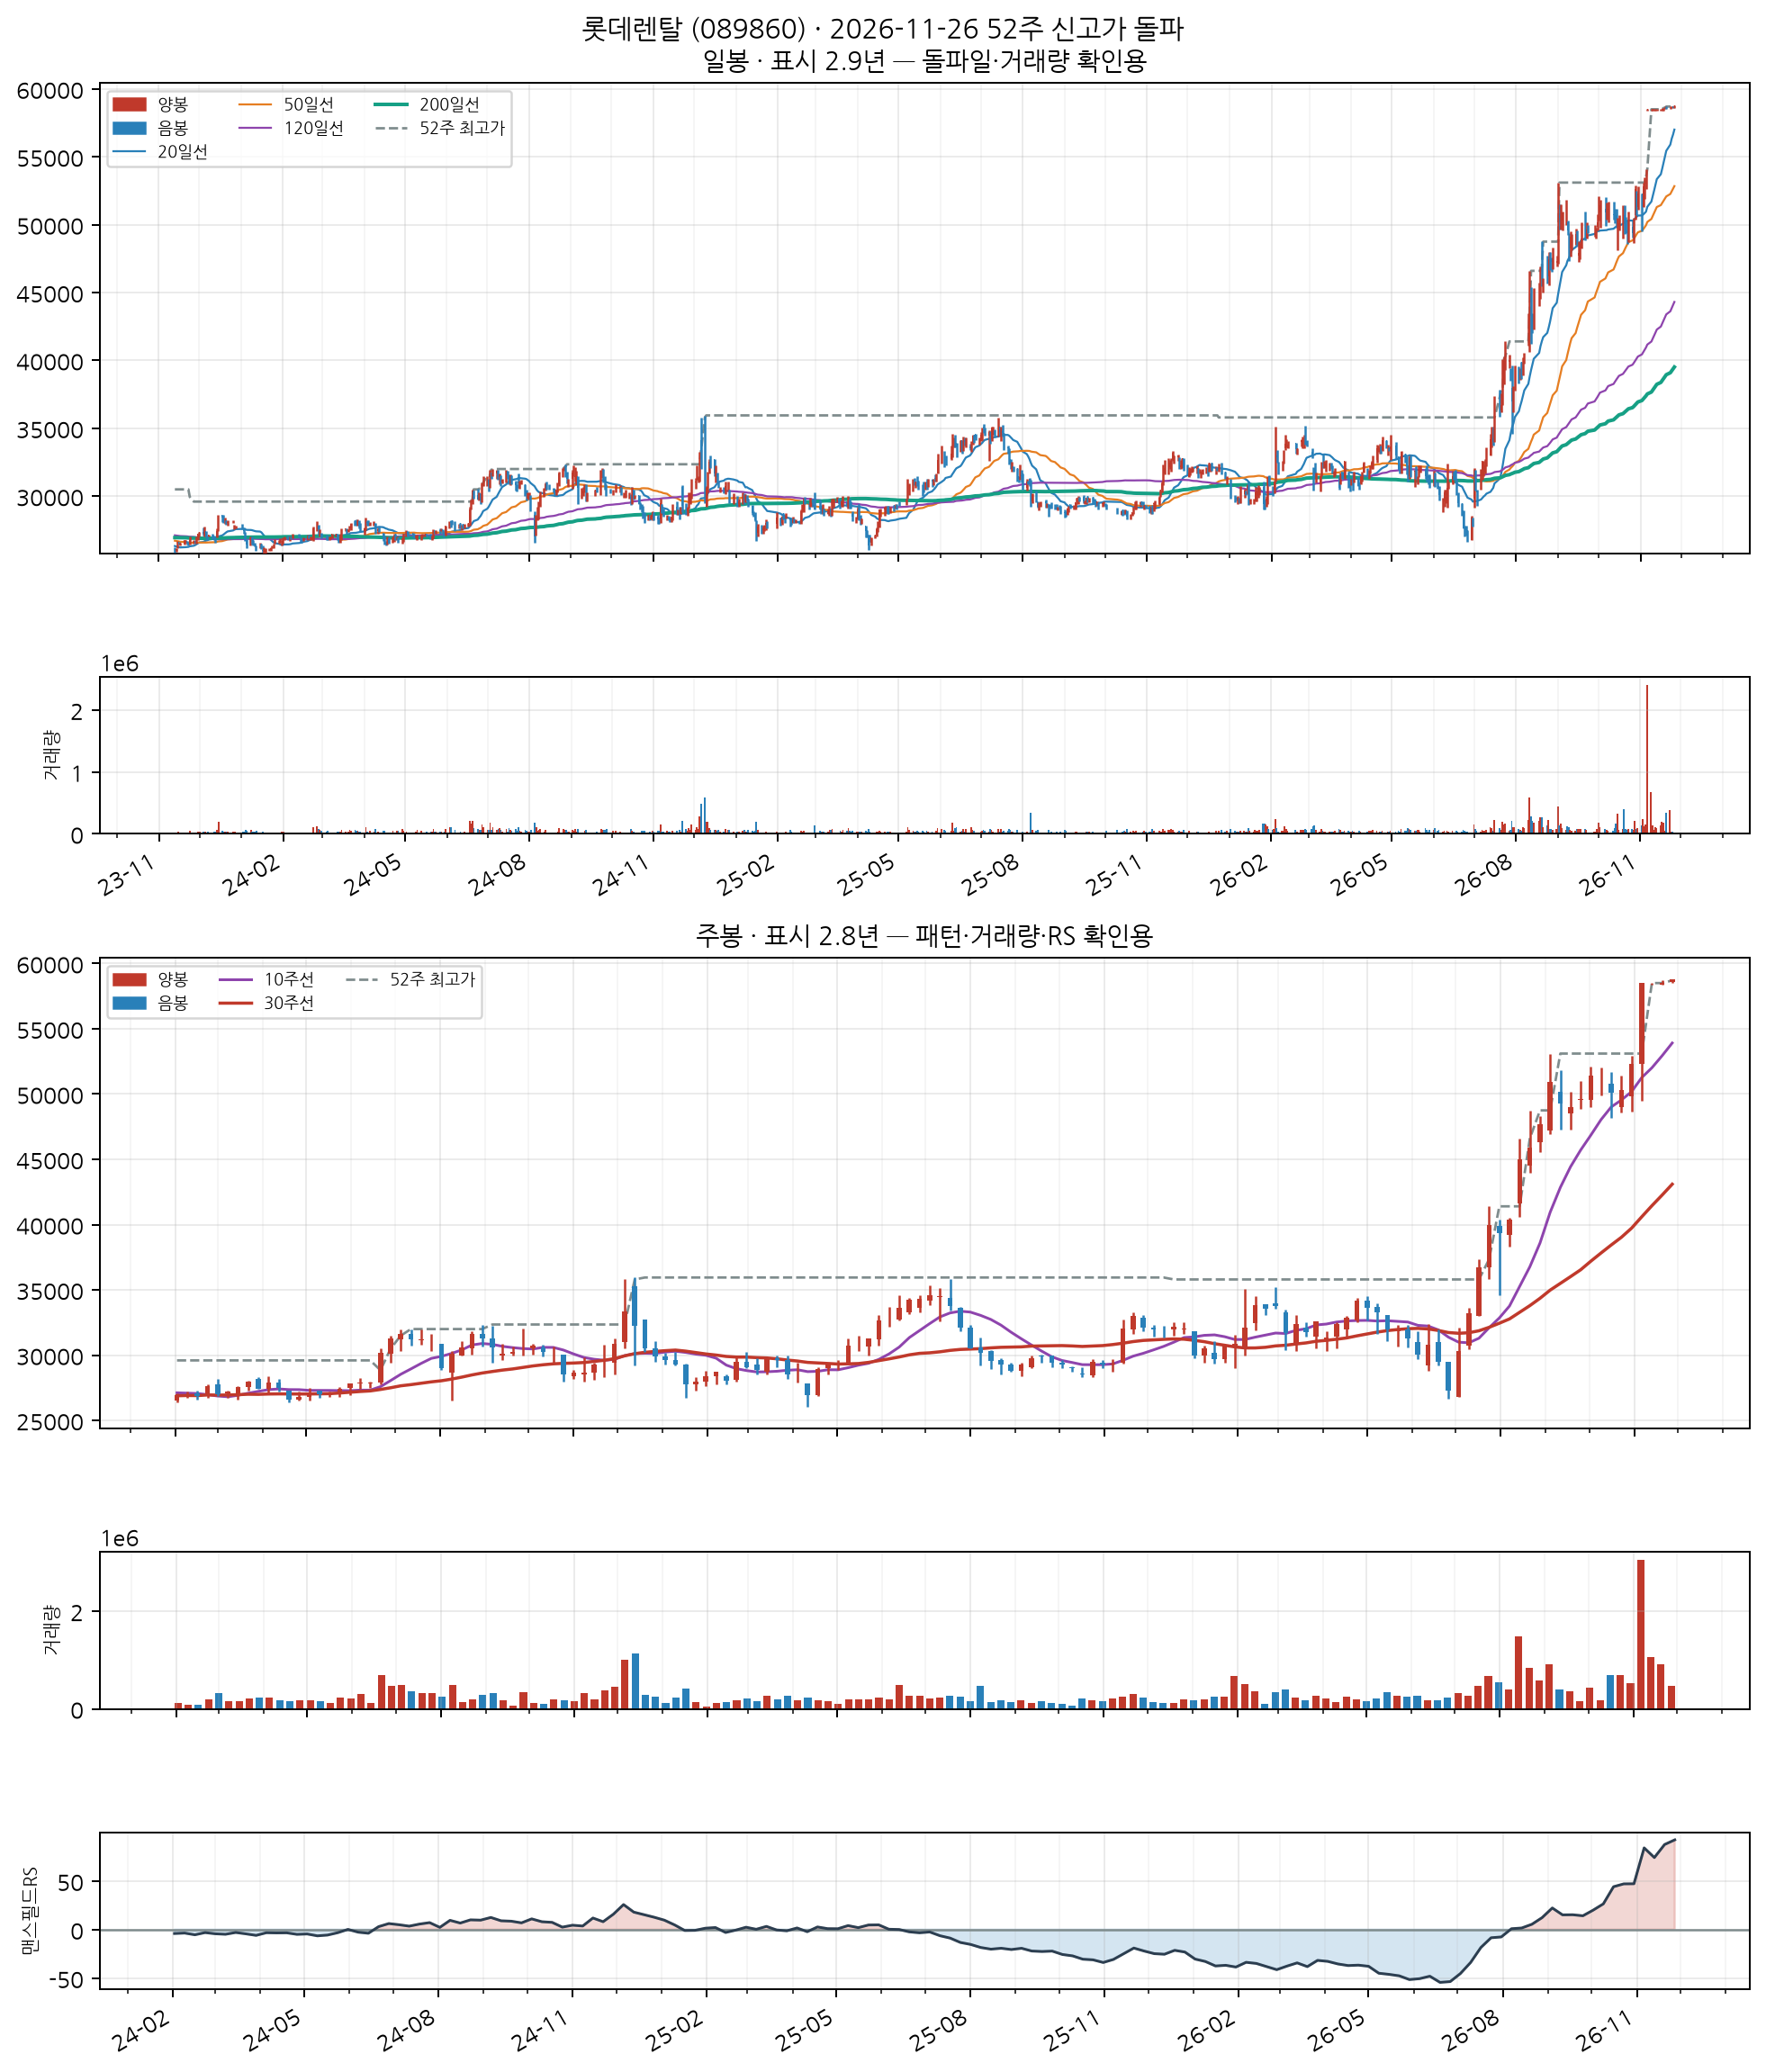 롯데렌탈 (089860) · 2026-11-26 52주 신고가 돌파
일봉 · 표시 2.9년 — 돌파일·거래량 확인용
양봉
음봉
20일선
50일선
120일선
200일선
52주 최고가
60000
55000
50000
45000
40000
35000
30000
1e6
거래량
2
1
0
23-11
24-02
24-05
24-08
24-11
25-02
25-05
25-08
25-11
26-02
26-05
26-08
26-11
주봉 · 표시 2.8년 — 패턴·거래량·RS 확인용
양봉
음봉
10주선
30주선
52주 최고가
60000
55000
50000
45000
40000
35000
30000
25000
1e6
거래량
2
0
맨스필드RS
50
0
-50
24-02
24-05
24-08
24-11
25-02
25-05
25-08
25-11
26-02
26-05
26-08
26-11